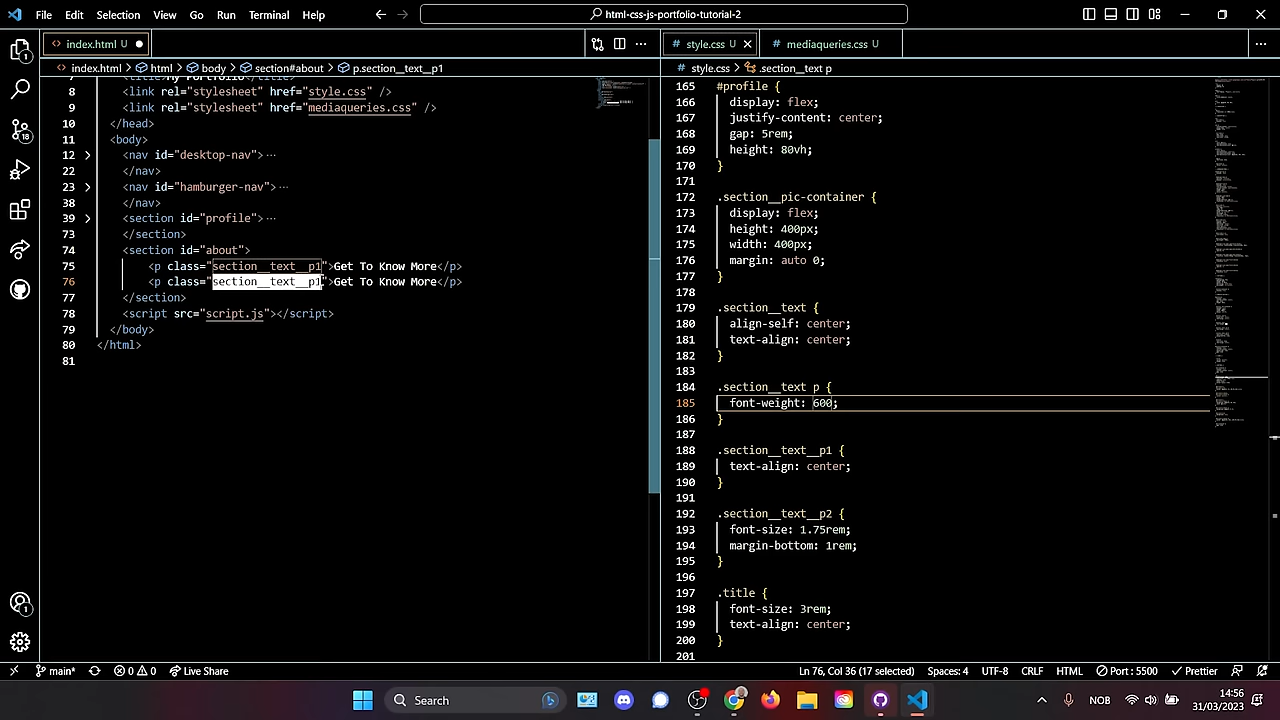 File Edit Selection View Go Run Terminal Help
html-css-js-portfolio-tutorial-2
index.html U
style.css U
mediaqueries.css U
index.html > html > body > section#about > p.section__text__p1
style.css > .section__text p
7 <title>My Portfolio</title>
8 <link rel="stylesheet" href="style.css" />
9 <link rel="stylesheet" href="mediaqueries.css" />
10 </head>
11 <body>
12 <nav id="desktop-nav">···
22 </nav>
23 <nav id="hamburger-nav">···
38 </nav>
39 <section id="profile">···
73 </section>
74 <section id="about">
75 <p class="section__text__p1">Get To Know More</p>
76 <p class="section__text__p1">Get To Know More</p>
77 </section>
78 <script src="script.js"></script>
79 </body>
80 </html>
81
165 #profile {
166 display: flex;
167 justify-content: center;
168 gap: 5rem;
169 height: 80vh;
170 }
171
172 .section__pic-container {
173 display: flex;
174 height: 400px;
175 width: 400px;
176 margin: auto 0;
177 }
178
179 .section__text {
180 align-self: center;
181 text-align: center;
182 }
183
184 .section__text p {
185 font-weight: 600;
186 }
187
188 .section__text__p1 {
189 text-align: center;
190 }
191
192 .section__text__p2 {
193 font-size: 1.75rem;
194 margin-bottom: 1rem;
195 }
196
197 .title {
198 font-size: 3rem;
199 text-align: center;
200 }
201
1
18
1
main* 0 0 Live Share
Ln 76, Col 36 (17 selected) Spaces: 4 UTF-8 CRLF HTML Port : 5500 Prettier
Search
NOB
14:56
31/03/2023